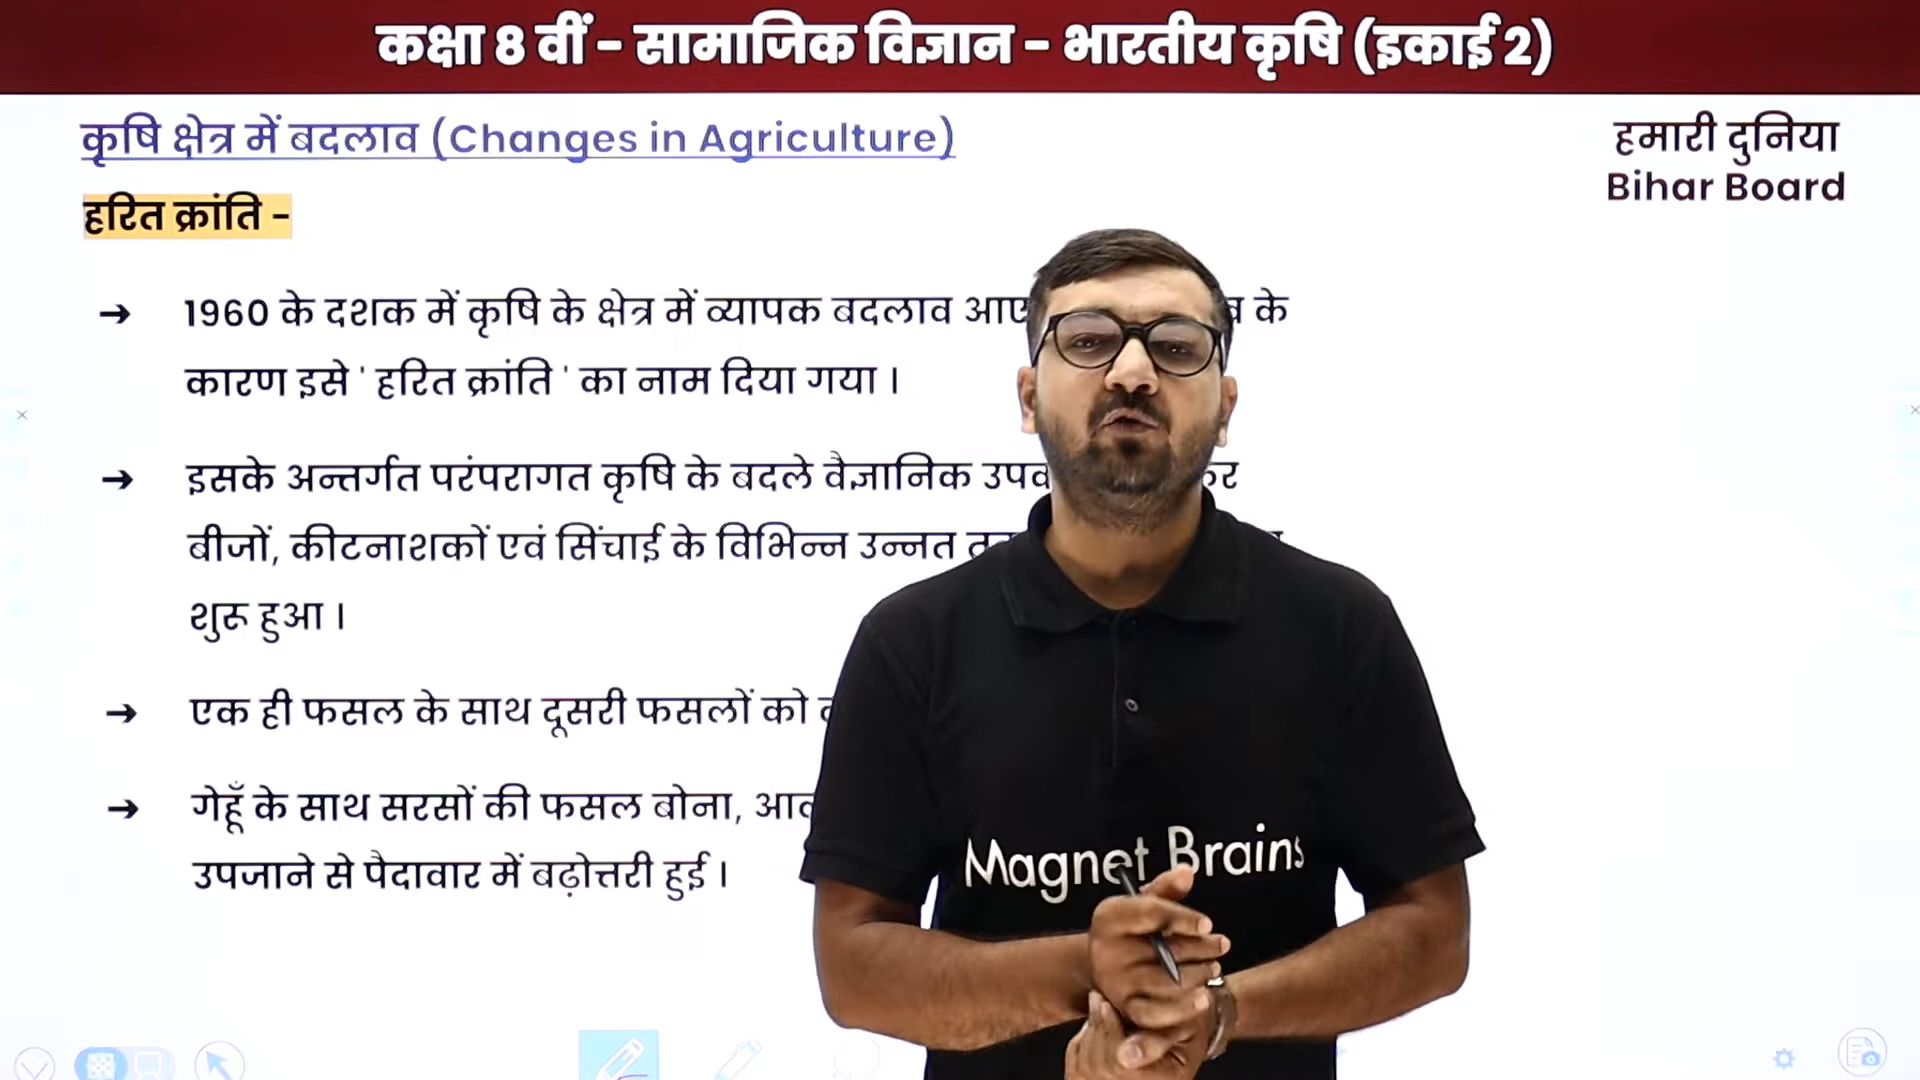 कक्षा 8 वीं - सामाजिक विज्ञान - भारतीय कृषि (इकाई 2)
कृषि क्षेत्र में बदलाव (Changes in Agriculture)
हमारी दुनिया
Bihar Board
हरित क्रांति -
→ 1960 के दशक में कृषि के क्षेत्र में व्यापक बदलाव के
कारण इसे ' हरित क्रांति ' का नाम दिया गया ।
→ इसके अन्तर्गत परंपरागत कृषि के बदले वैज्ञानिक
बीजों, कीटनाशकों एवं सिंचाई के विभिन्न उन्नत
शुरू हुआ ।
→ एक ही फसल के साथ दूसरी फसलों को
→ गेहूँ के साथ सरसों की फसल बोना,
उपजाने से पैदावार में बढ़ोत्तरी हुई ।
Magnet Brains